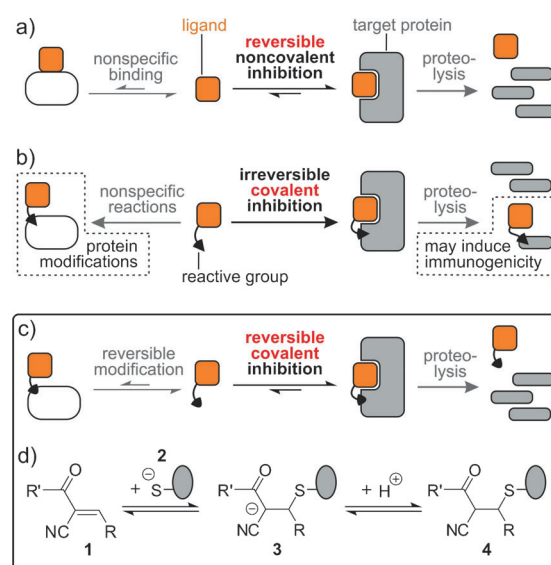 a)
ligand
nonspecific
binding
reversible
noncovalent
inhibition
target protein
proteo-
lysis
b)
nonspecific
reactions
protein
modifications
reactive group
irreversible
covalent
inhibition
proteo-
lysis
may induce
immunogenicity
c)
reversible
modification
reversible
covalent
inhibition
proteo-
lysis
d)
R'
O
NC
R
1
2
+ ⊖S
R'
O
S
⊖
NC
R
3
+ H⊕
R'
O
S
NC
R
4